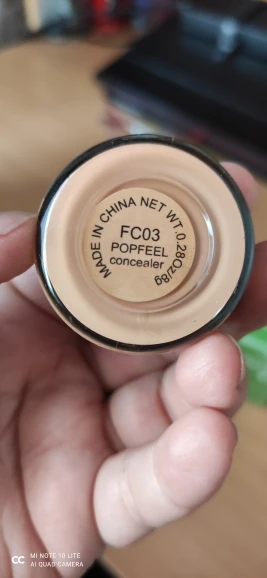 MADE IN CHINA NET WT.0.28Oz/8g
FC03
POPFEEL
concealer
MI NOTE 10 LITE
AI QUAD CAMERA